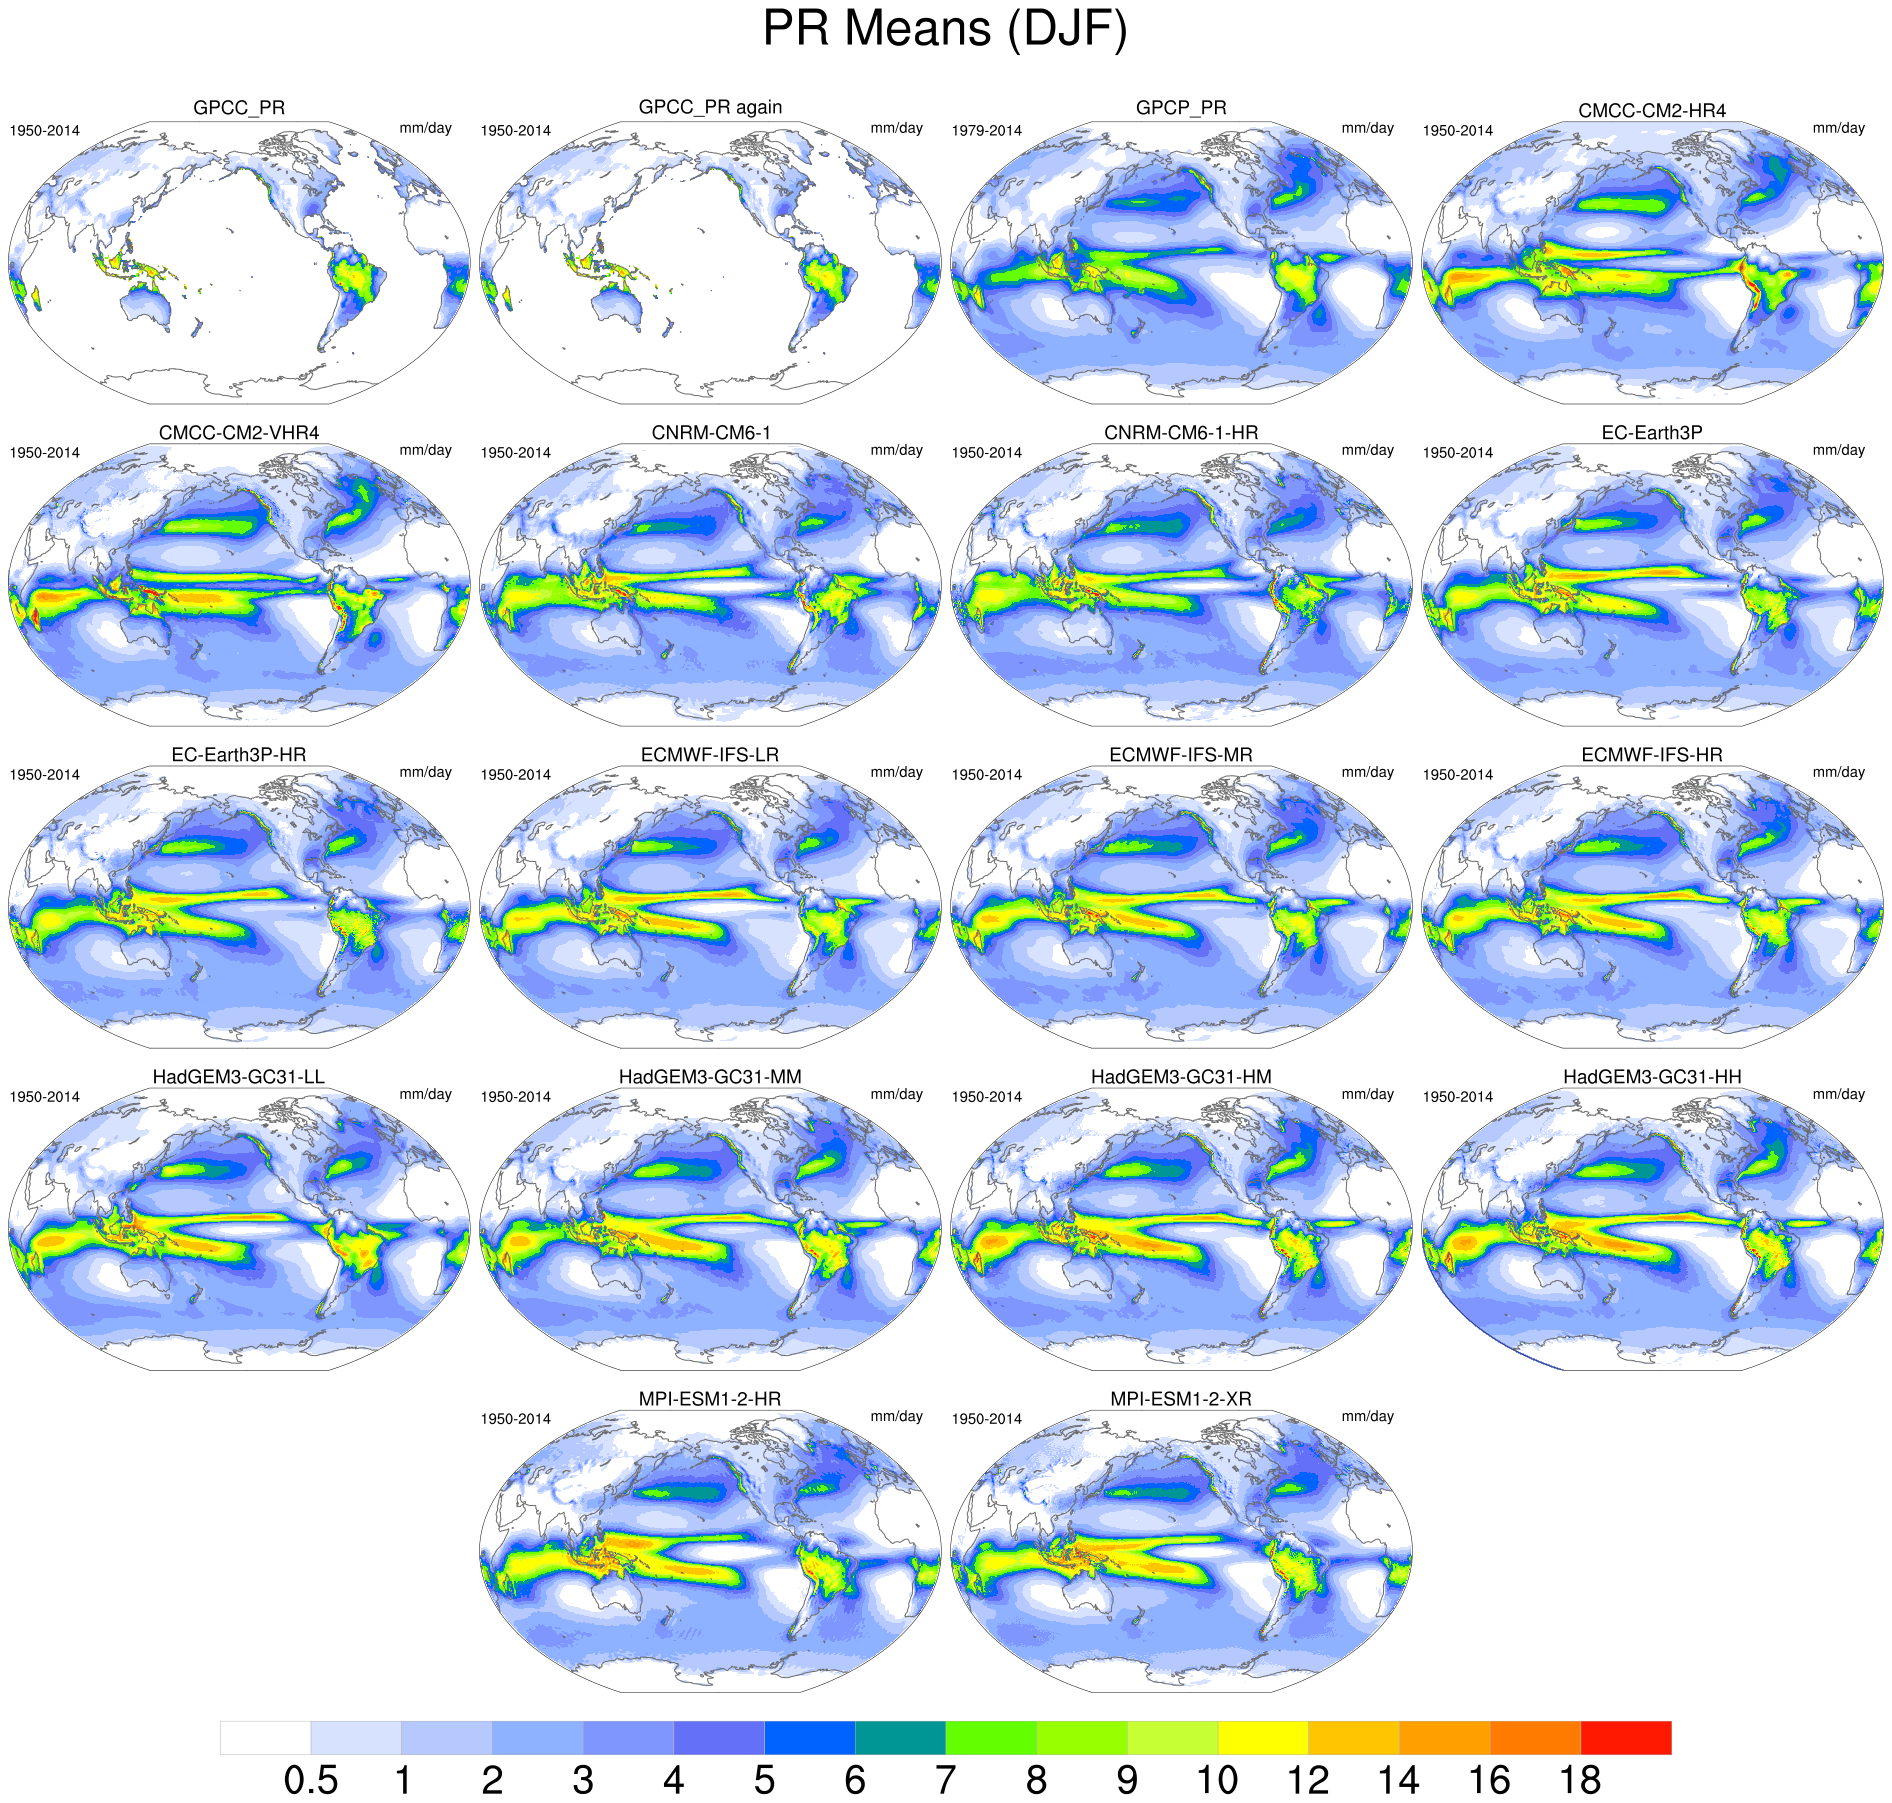 PR Means (DJF)
GPCC_PR
GPCC_PR again
GPCP_PR
CMCC-CM2-HR4
1950-2014 mm/day
1950-2014 mm/day
1979-2014 mm/day
1950-2014 mm/day
CMCC-CM2-VHR4
CNRM-CM6-1
CNRM-CM6-1-HR
EC-Earth3P
1950-2014 mm/day
1950-2014 mm/day
1950-2014 mm/day
1950-2014 mm/day
EC-Earth3P-HR
ECMWF-IFS-LR
ECMWF-IFS-MR
ECMWF-IFS-HR
1950-2014 mm/day
1950-2014 mm/day
1950-2014 mm/day
1950-2014 mm/day
HadGEM3-GC31-LL
HadGEM3-GC31-MM
HadGEM3-GC31-HM
HadGEM3-GC31-HH
1950-2014 mm/day
1950-2014 mm/day
1950-2014 mm/day
1950-2014 mm/day
MPI-ESM1-2-HR
MPI-ESM1-2-XR
1950-2014 mm/day
1950-2014 mm/day
0.5 1 2 3 4 5 6 7 8 9 10 12 14 16 18